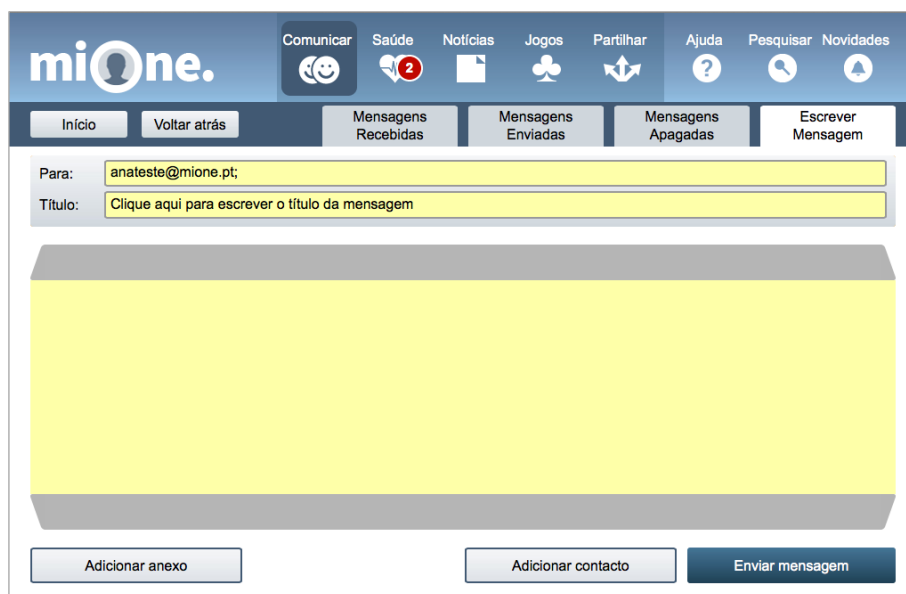 mione.
Comunicar Saúde Notícias Jogos Partilhar Ajuda Pesquisar Novidades
2
?
Início Voltar atrás
Mensagens Recebidas
Mensagens Enviadas
Mensagens Apagadas
Escrever Mensagem
Para: anateste@mione.pt;
Título: Clique aqui para escrever o título da mensagem
Adicionar anexo Adicionar contacto Enviar mensagem